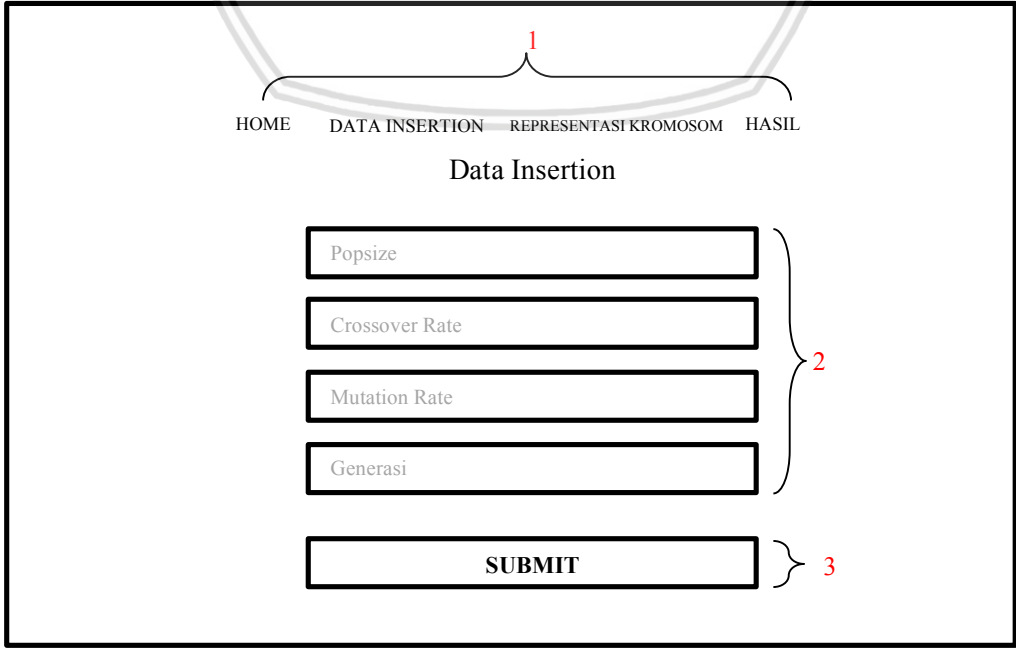 1
HOME DATA INSERTION REPRESENTASI KROMOSOM HASIL
Data Insertion
Popsize
Crossover Rate
2
Mutation Rate
Generasi
SUBMIT 3